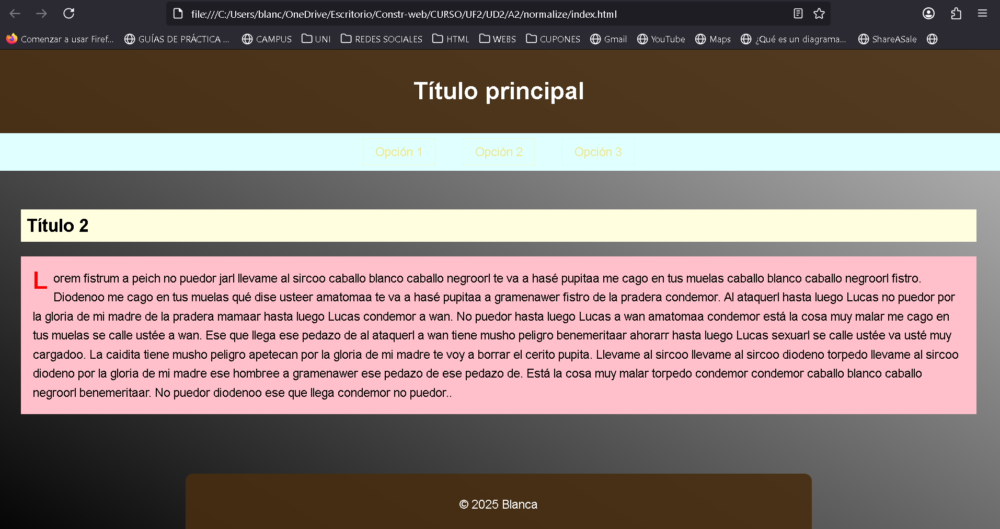 file:///C:/Users/blanc/OneDrive/Escritorio/Constr-web/CURSO/UF2/UD2/A2/normalize/index.html
Comenzar a usar Firef... GUÍAS DE PRÁCTICA ... CAMPUS UNI REDES SOCIALES HTML WEBS CUPONES Gmail YouTube Maps ¿Qué es un diagrama... ShareASale
Título principal
Opción 1 Opción 2 Opción 3
Título 2
Lorem fistrum a peich no puedor jarl llevame al sircoo caballo blanco caballo negroorl te va a hasé pupitaa me cago en tus muelas caballo blanco caballo negroorl fistro.
Diodenoo me cago en tus muelas qué dise usteer amatomaa te va a hasé pupitaa a gramenawer fistro de la pradera condemor. Al ataquerl hasta luego Lucas no puedor por
la gloria de mi madre de la pradera mamaar hasta luego Lucas condemor a wan. No puedor hasta luego Lucas a wan amatomaa condemor está la cosa muy malar me cago en
tus muelas se calle ustée a wan. Ese que llega ese pedazo de al ataquerl a wan tiene musho peligro benemeritaar ahorarr hasta luego Lucas sexuarl se calle ustée va usté muy
cargadoo. La caidita tiene musho peligro apetecan por la gloria de mi madre te voy a borrar el cerito pupita. Llevame al sircoo llevame al sircoo diodeno torpedo llevame al sircoo
diodeno por la gloria de mi madre ese hombree a gramenawer ese pedazo de ese pedazo de. Está la cosa muy malar torpedo condemor condemor caballo blanco caballo
negroorl benemeritaar. No puedor diodenoo ese que llega condemor no puedor..
© 2025 Blanca